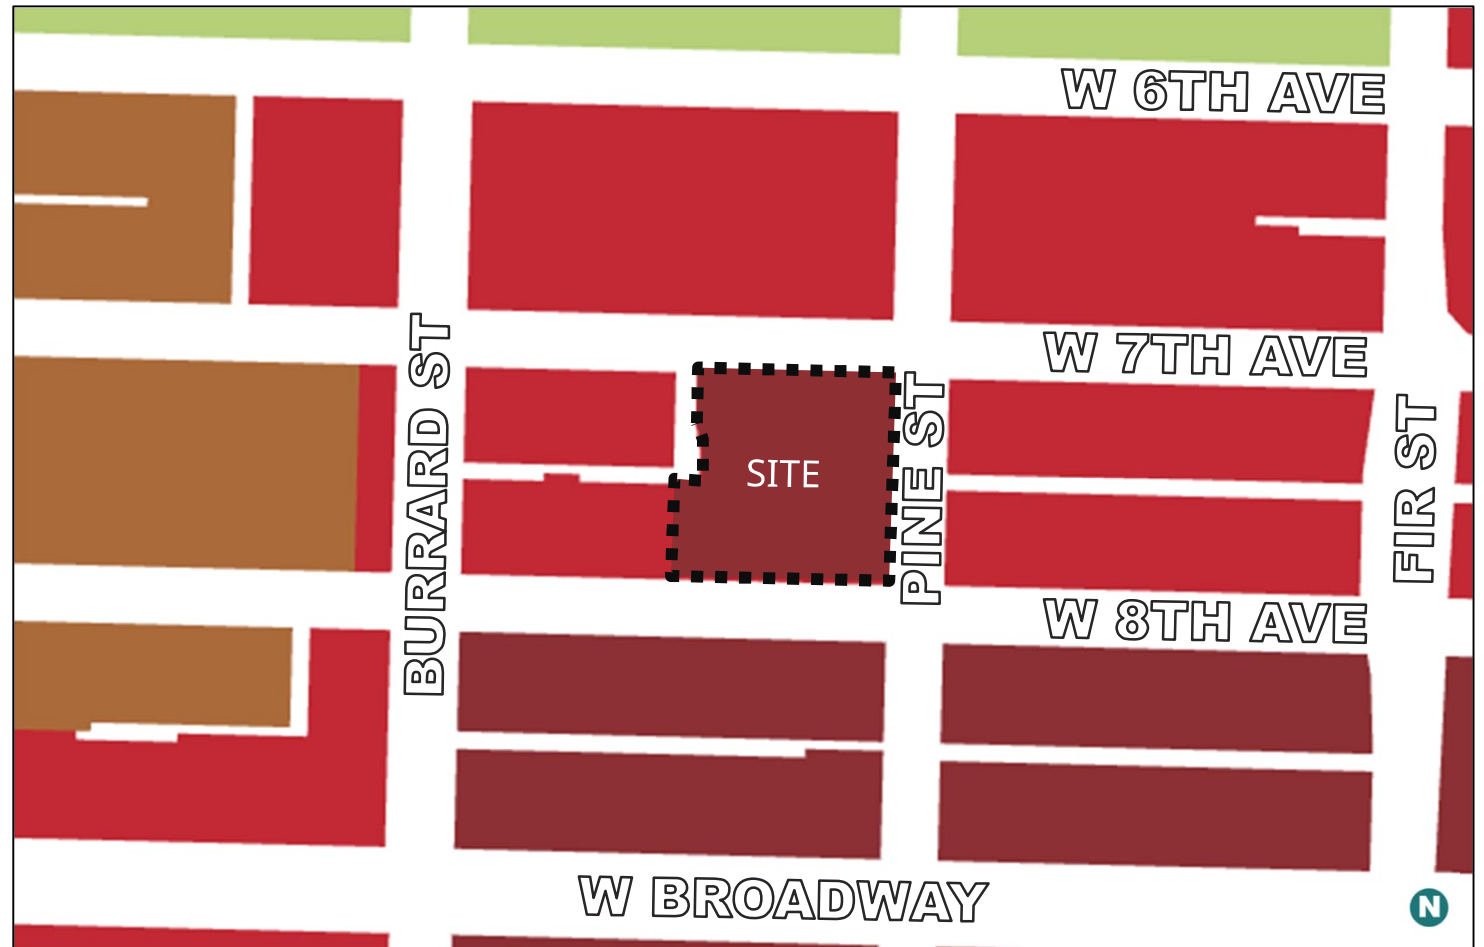 W 6TH AVE
W 7TH AVE
BURRARD ST
SITE
PINE ST
FIR ST
W 8TH AVE
W BROADWAY
N